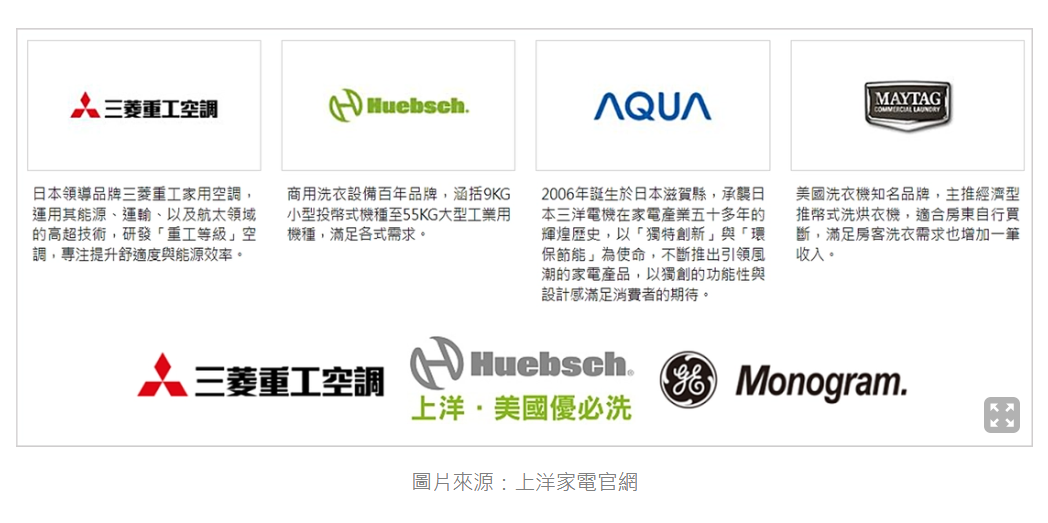 三菱重工空調
Huebsch.
AQUA
MAYTAG
COMMERCIAL LAUNDRY
日本領導品牌三菱重工家用空調，
運用其能源、運輸、以及航太領域
的高超技術，研發「重工等級」空
調，專注提升舒適度與能源效率。
商用洗衣設備百年品牌，涵括9KG
小型投幣式機種至55KG大型工業用
機種，滿足各式需求。
2006年誕生於日本滋賀縣，承襲日
本三洋電機在家電產業五十多年的
輝煌歷史，以「獨特創新」與「環
保節能」為使命，不斷推出引領風
潮的家電產品，以獨創的功能性與
設計感滿足消費者的期待。
美國洗衣機知名品牌，主推經濟型
推幣式洗烘衣機，適合房東自行買
斷，滿足房客洗衣需求也增加一筆
收入。
三菱重工空調
Huebsch.
上洋·美國優必洗
GE
Monogram.
圖片來源：上洋家電官網